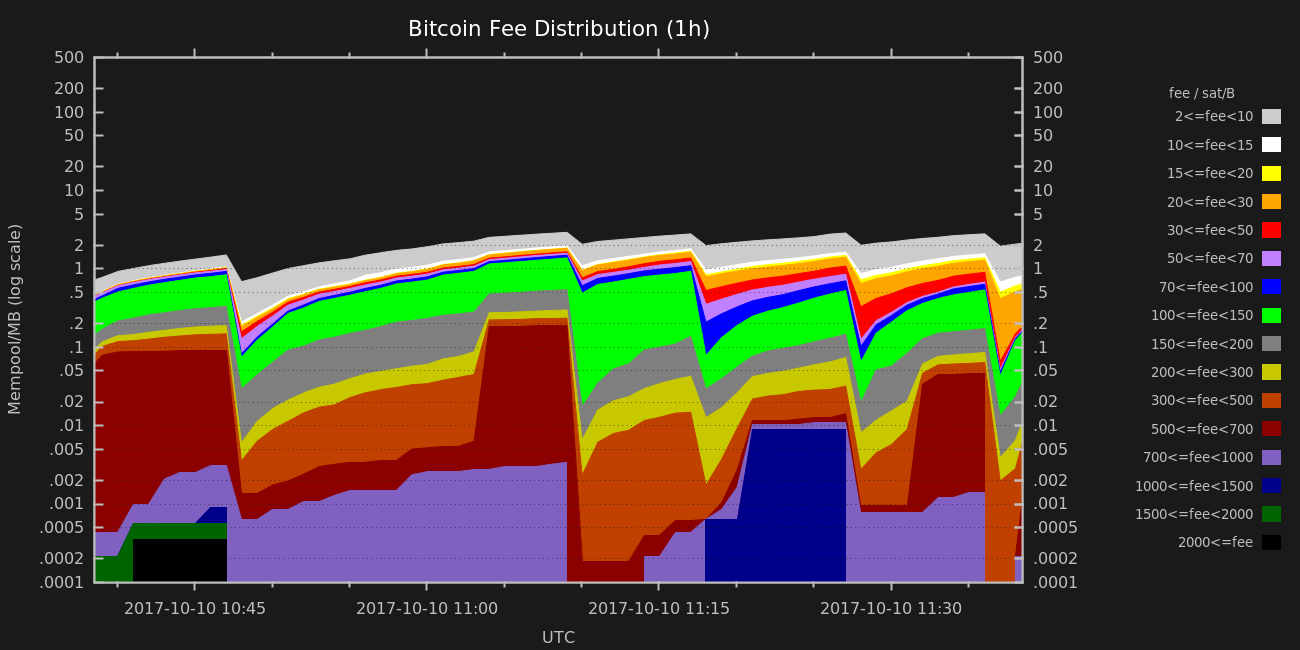 Bitcoin Fee Distribution (1h)
Mempool/MB (log scale)
500
200
100
50
20
10
5
2
1
.5
.2
.1
.05
.02
.01
.005
.002
.001
.0005
.0002
.0001
500
200
100
50
20
10
5
2
1
.5
.2
.1
.05
.02
.01
.005
.002
.001
.0005
.0002
.0001
2017-10-10 10:45
2017-10-10 11:00
2017-10-10 11:15
2017-10-10 11:30
UTC
fee / sat/B
2<=fee<10
10<=fee<15
15<=fee<20
20<=fee<30
30<=fee<50
50<=fee<70
70<=fee<100
100<=fee<150
150<=fee<200
200<=fee<300
300<=fee<500
500<=fee<700
700<=fee<1000
1000<=fee<1500
1500<=fee<2000
2000<=fee